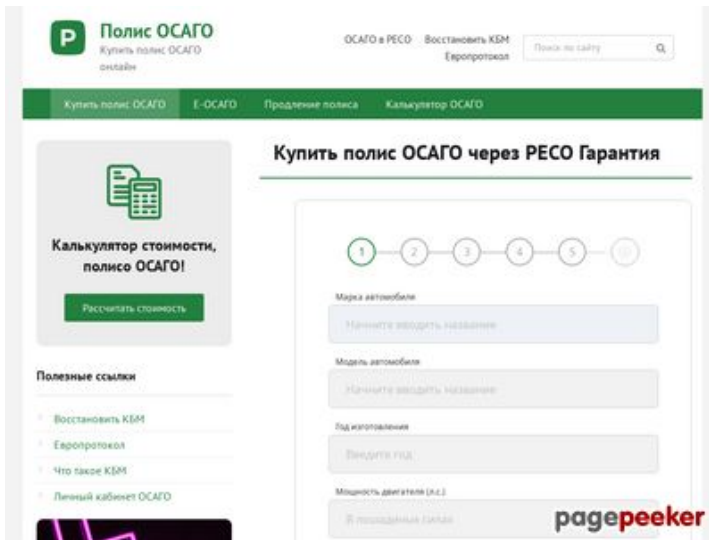 P
Полис ОСАГО
Купить полис ОСАГО
онлайн
ОСАГО в РЕСО Восстановить КБМ
Европротокол
Поиск по сайту
Купить полис ОСАГО Е-ОСАГО Продление полиса Калькулятор ОСАГО
Калькулятор стоимости,
полисо ОСАГО!
Рассчитать стоимость
Полезные ссылки
Восстановить КБМ
Европротокол
Что такое КБМ
Личный кабинет ОСАГО
Купить полис ОСАГО через РЕСО Гарантия
1 2 3 4 5
Марка автомобиля
Начните вводить название
Модель автомобиля
Начните вводить название
Год изготовления
Введите год
Мощность двигателя (л.с.)
В лошадиных силах
pagepeeker